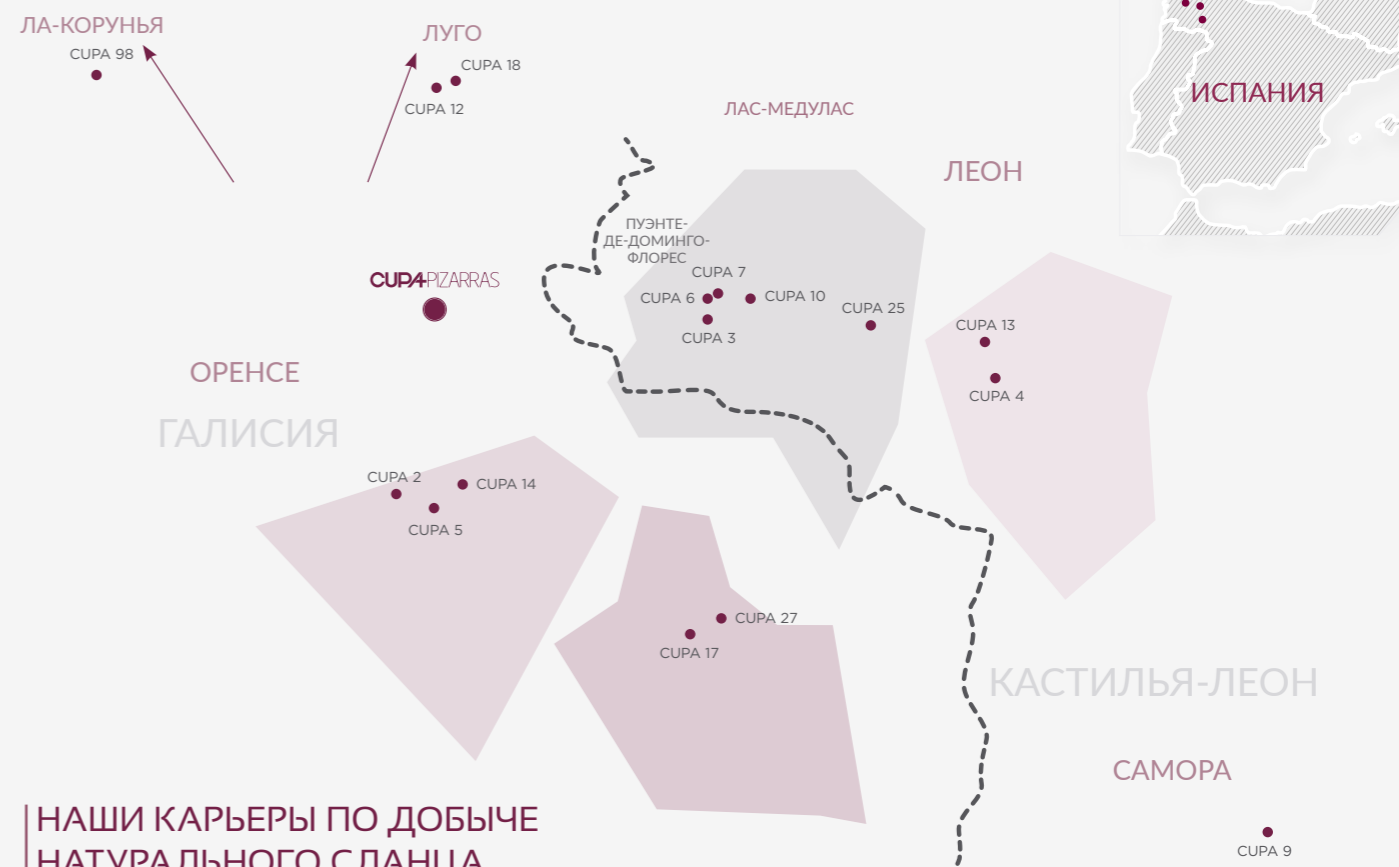 ЛА-КОРУНЬЯ
CUPA 98
ЛУГО
CUPA 18
CUPA 12
ЛАС-МЕДУЛАС
ЛЕОН
ИСПАНИЯ
ПУЭНТЕ-
ДЕ-ДОМИНГО-
ФЛОРЕС
CUPA 7
CUPA 6
CUPA 10
CUPA 3
CUPA 25
CUPA 13
CUPA 4
CUPA PIZARRAS
ОРЕНСЕ
ГАЛИСИЯ
CUPA 2
CUPA 14
CUPA 5
CUPA 27
CUPA 17
КАСТИЛЬЯ-ЛЕОН
САМОРА
CUPA 9
НАШИ КАРЬЕРЫ ПО ДОБЫЧЕ
НАТУРАЛЬНОГО СЛАНЦА